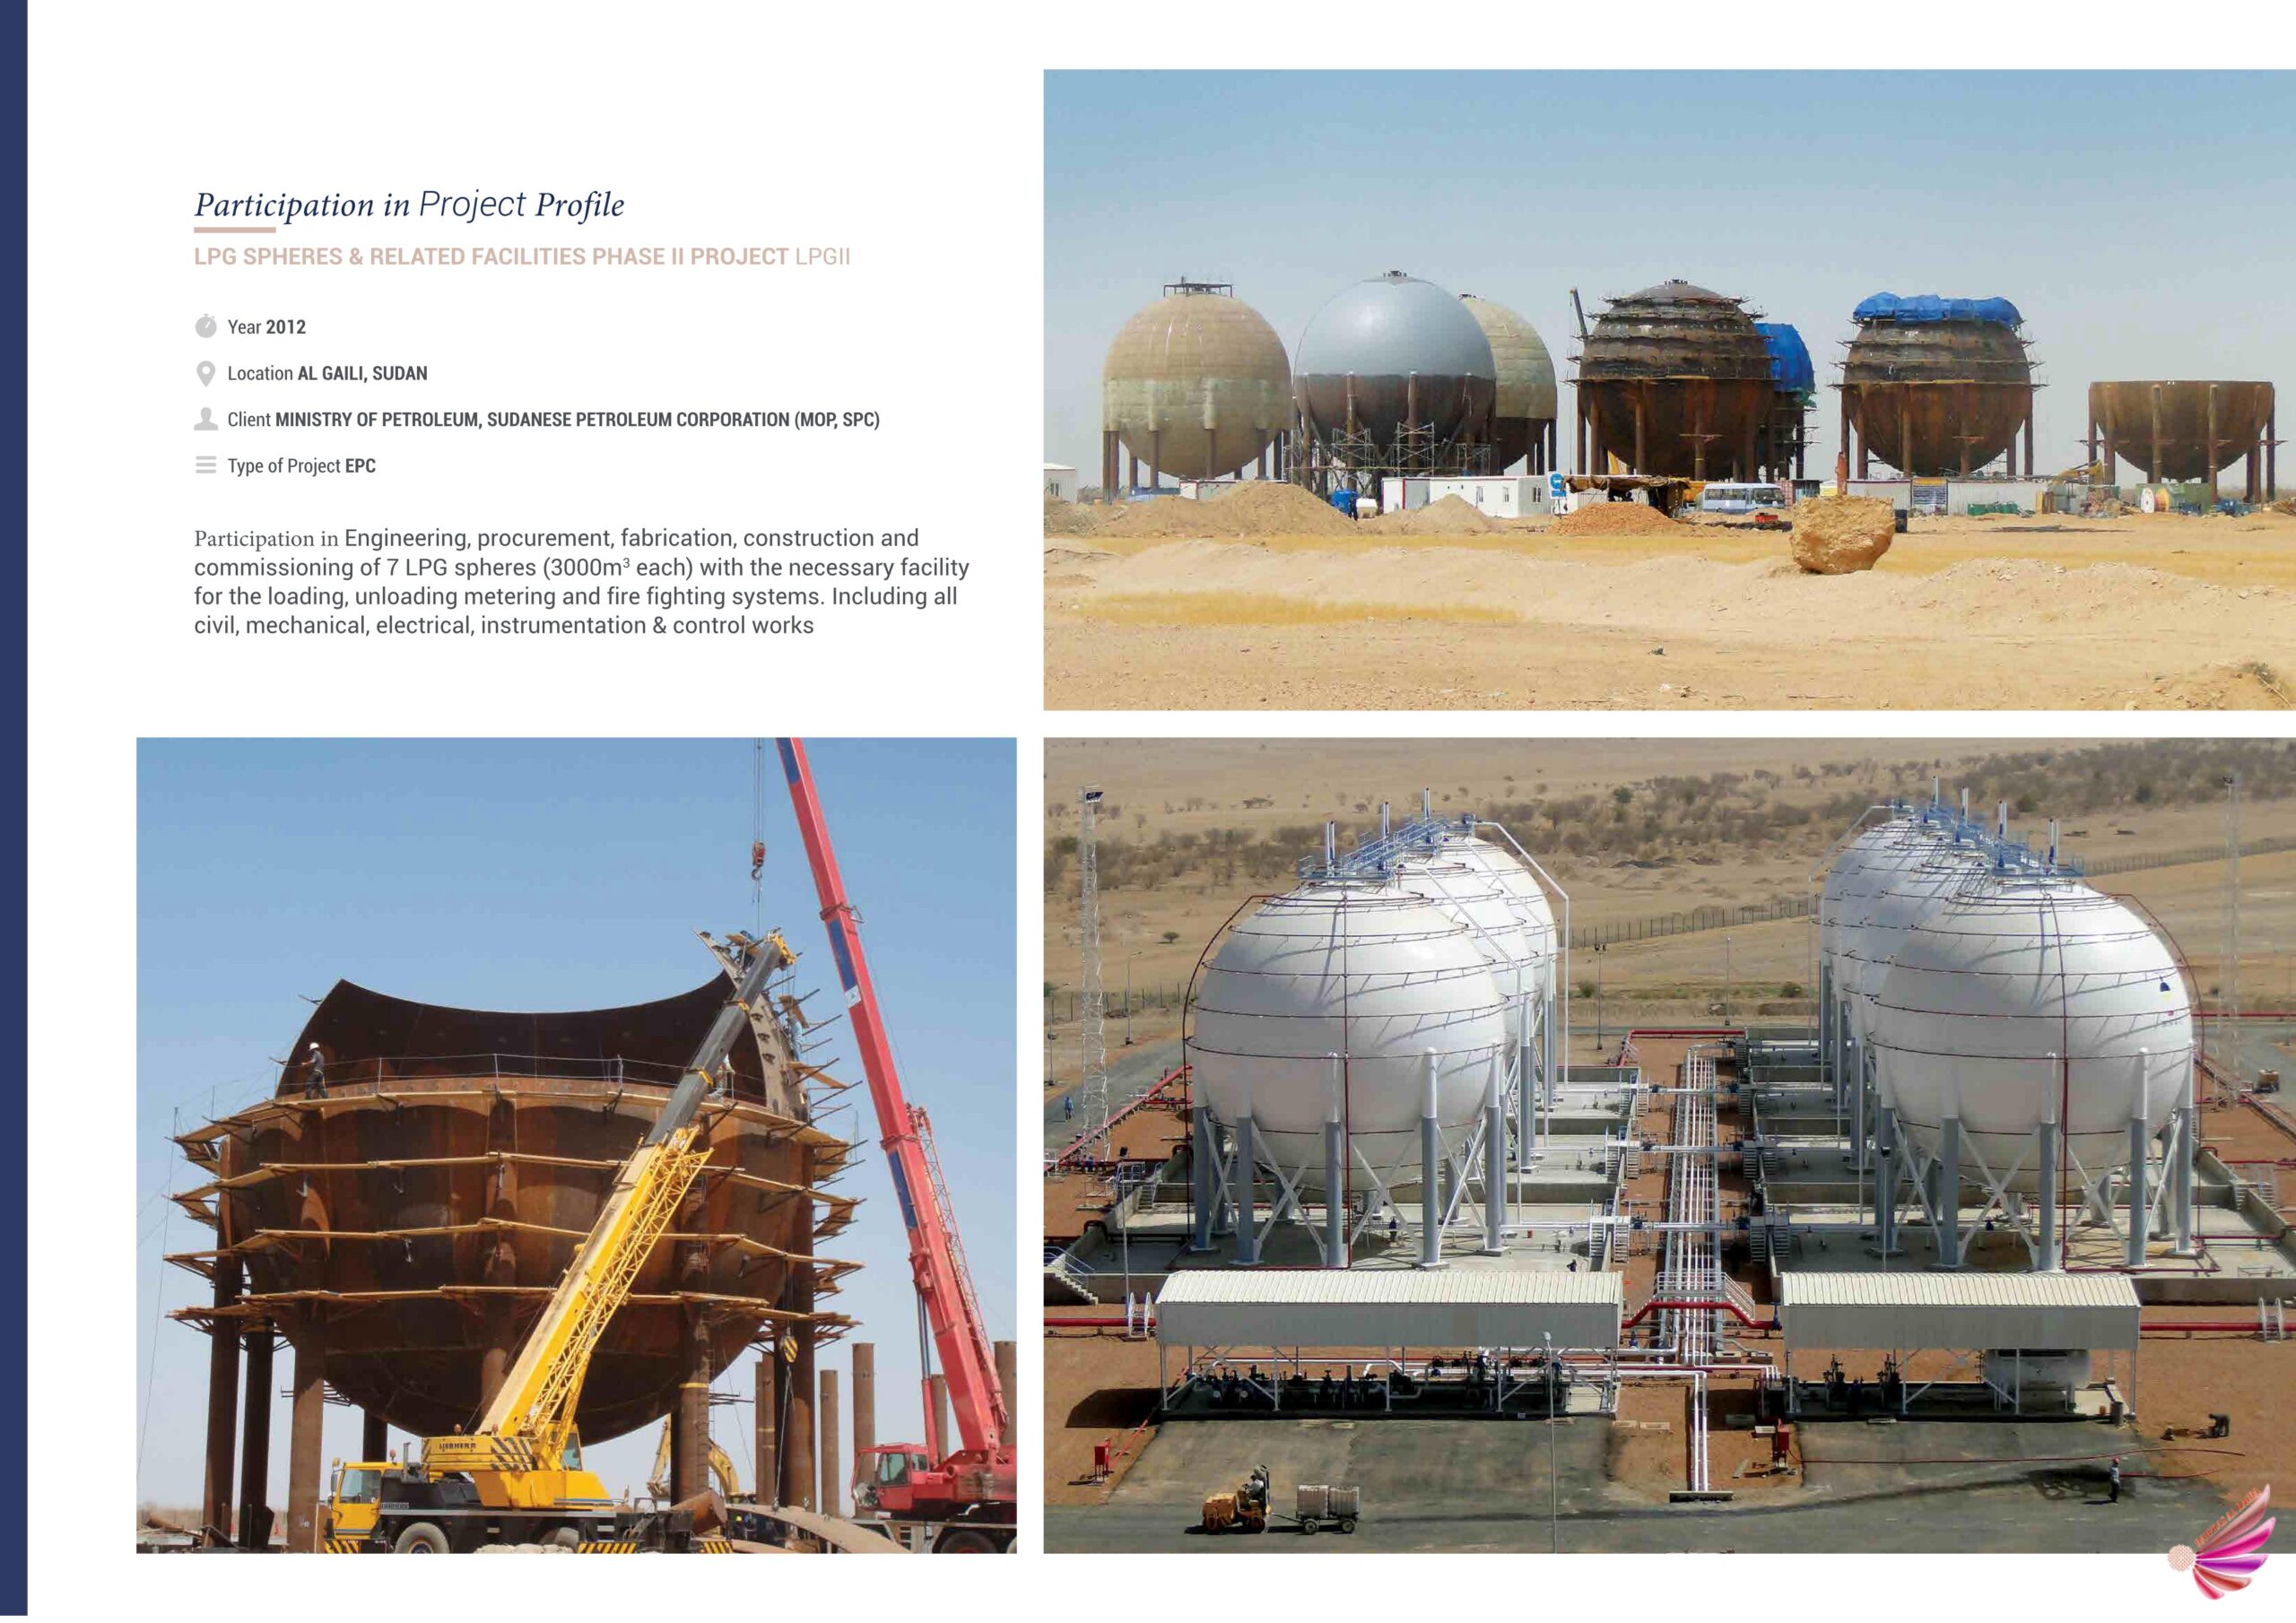 Participation in Project Profile
LPG SPHERES & RELATED FACILITIES PHASE II PROJECT LPGII
Year 2012
Location AL GAILI, SUDAN
Client MINISTRY OF PETROLEUM, SUDANESE PETROLEUM CORPORATION (MOP, SPC)
Type of Project EPC
Participation in Engineering, procurement, fabrication, construction and
commissioning of 7 LPG spheres (3000m³ each) with the necessary facility
for the loading, unloading metering and fire fighting systems. Including all
civil, mechanical, electrical, instrumentation & control works
LIEBHERR